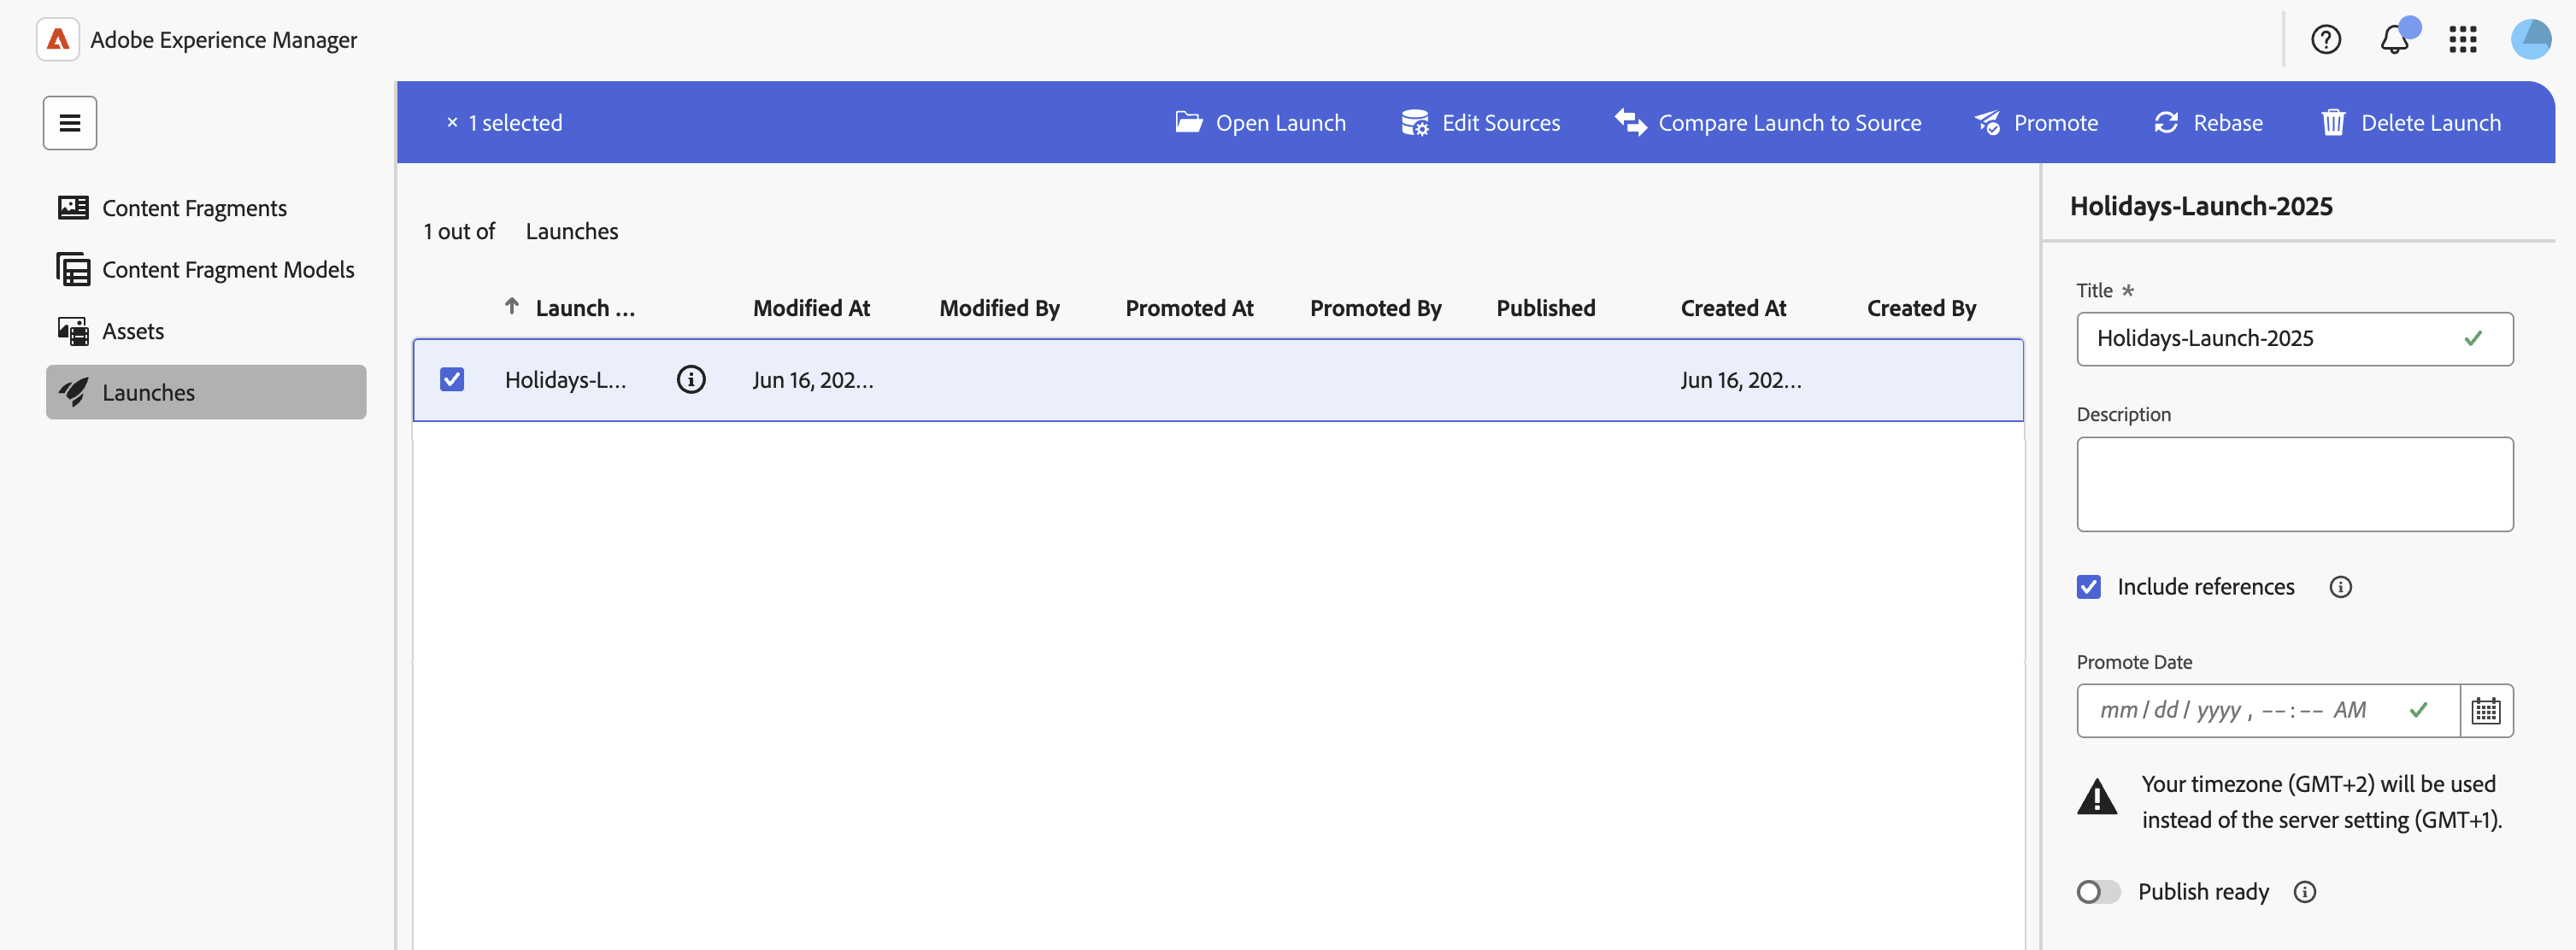 Adobe Experience Manager
× 1 selected
Open Launch
Edit Sources
Compare Launch to Source
Promote
Rebase
Delete Launch
Content Fragments
Content Fragment Models
Assets
Launches
1 out of Launches
Launch ...
Modified At
Modified By
Promoted At
Promoted By
Published
Created At
Created By
Holidays-L...
Jun 16, 202...
Jun 16, 202...
Holidays-Launch-2025
Title *
Holidays-Launch-2025
Description
Include references
Promote Date
mm / dd / yyyy , --:-- AM
Your timezone (GMT+2) will be used
instead of the server setting (GMT+1).
Publish ready